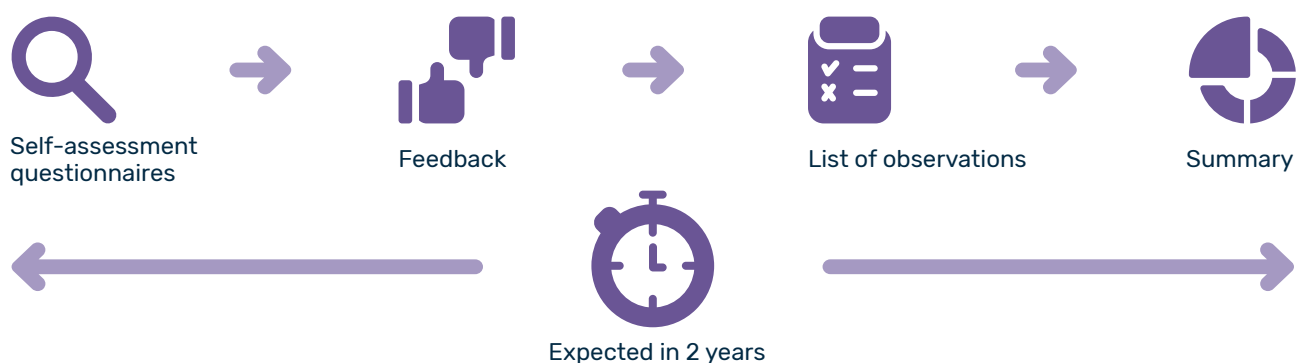 Self-assessment
questionnaires
Feedback
List of observations
Summary
Expected in 2 years